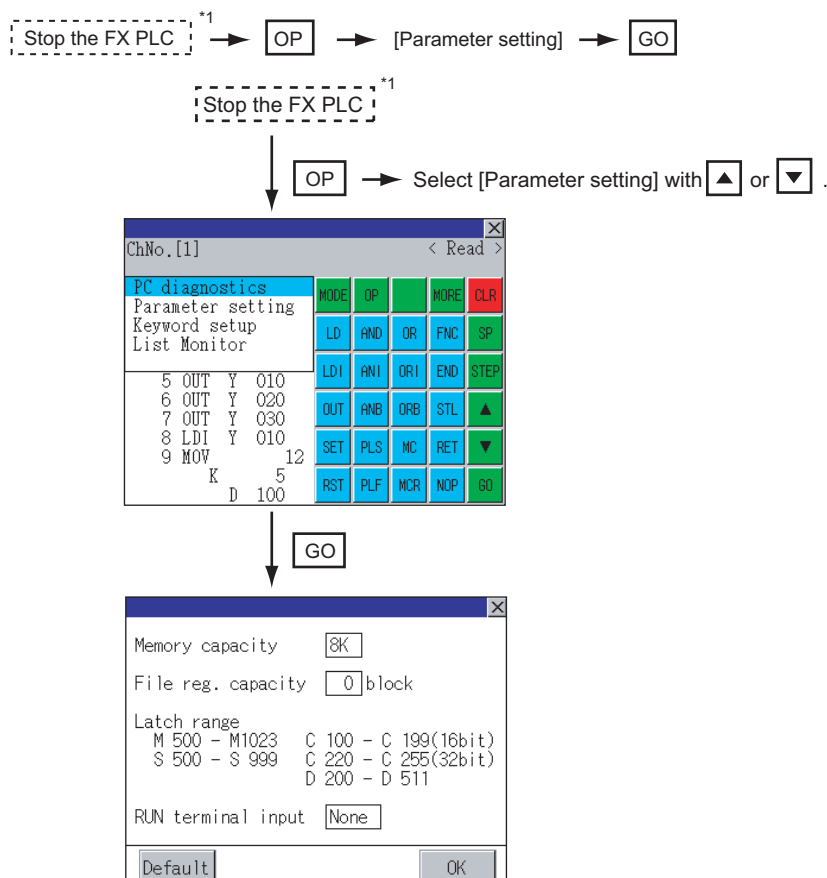 Stop the FX PLC *1 → OP → [Parameter setting] → GO
Stop the FX PLC *1
OP → Select [Parameter setting] with ▲ or ▼ .
ChNo.[1] < Read >
PC diagnostics
Parameter setting
Keyword setup
List Monitor
MODE OP MORE CLR
LD AND OR FNC SP
LDI ANI ORI END STEP
OUT ANB ORB STL ▲
SET PLS MC RET ▼
RST PLF MCR NOP GO
5 OUT Y 010
6 OUT Y 020
7 OUT Y 030
8 LDI Y 010
9 MOV 12
K 5
D 100
GO
Memory capacity 8K
File reg. capacity 0 block
Latch range
M 500 - M1023 C 100 - C 199(16bit)
S 500 - S 999 C 220 - C 255(32bit)
D 200 - D 511
RUN terminal input None
Default OK